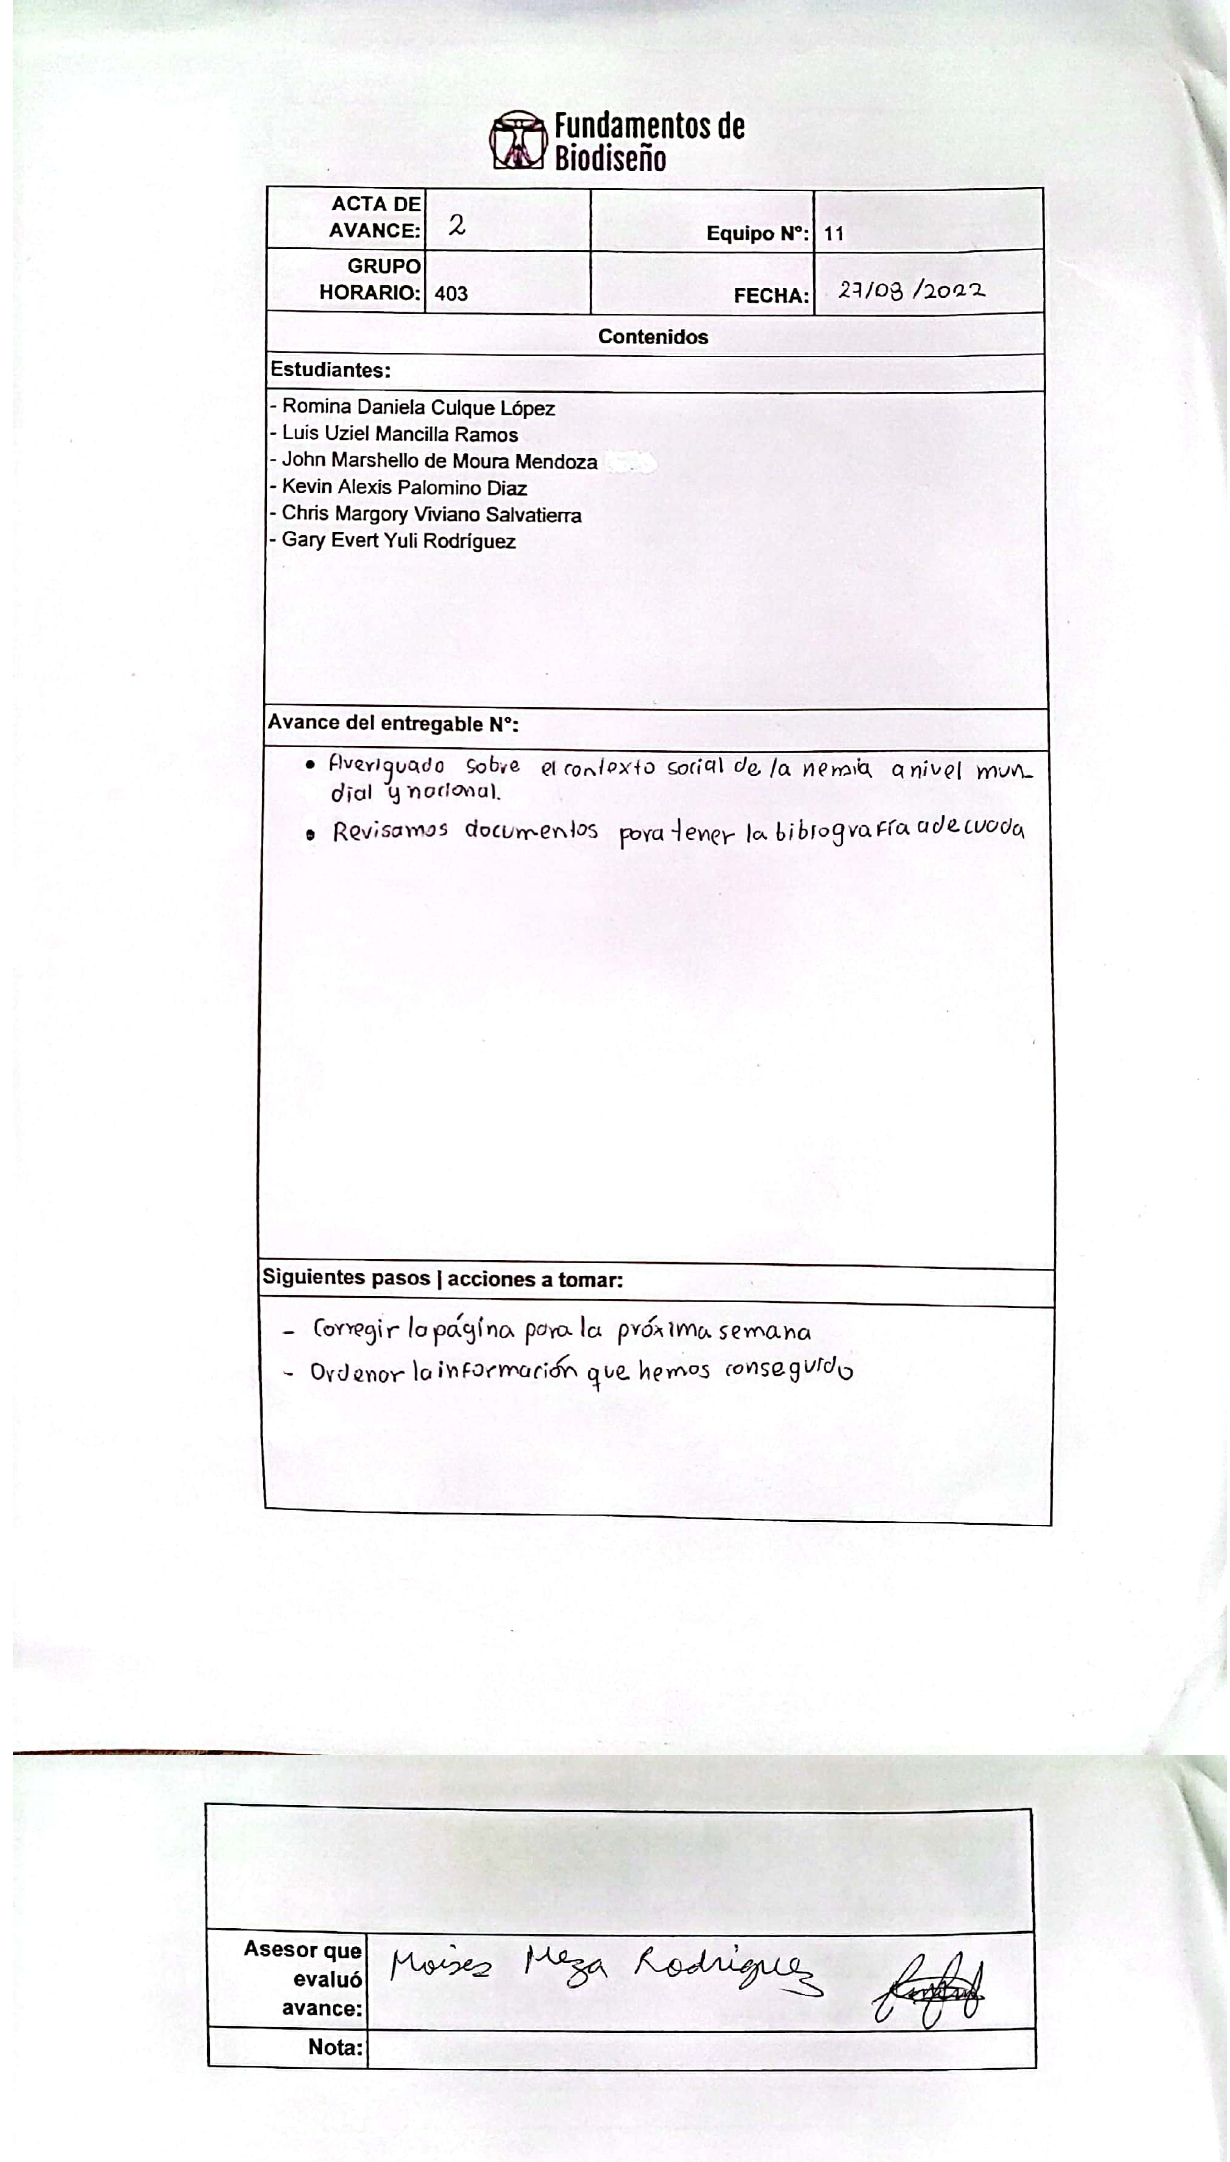 Fundamentos de
Biodiseño
ACTA DE
AVANCE: 2
Equipo N°: 11
GRUPO
HORARIO: 403
FECHA: 27/08/2022
Contenidos
Estudiantes:
- Romina Daniela Culque López
- Luis Uziel Mancilla Ramos
- John Marshello de Moura Mendoza
- Kevin Alexis Palomino Diaz
- Chris Margory Viviano Salvatierra
- Gary Evert Yuli Rodríguez
Avance del entregable N°:
• Averiguado sobre el contexto social de la nemia a nivel mun
dial y nacional.
• Revisamos documentos para tener la bibiografía adecuada
Siguientes pasos | acciones a tomar:
- Corregir la página para la próxima semana
- Ordenar la información que hemos conseguido
Asesor que
evaluó
avance:
Moises Meza Rodriguez
Nota: